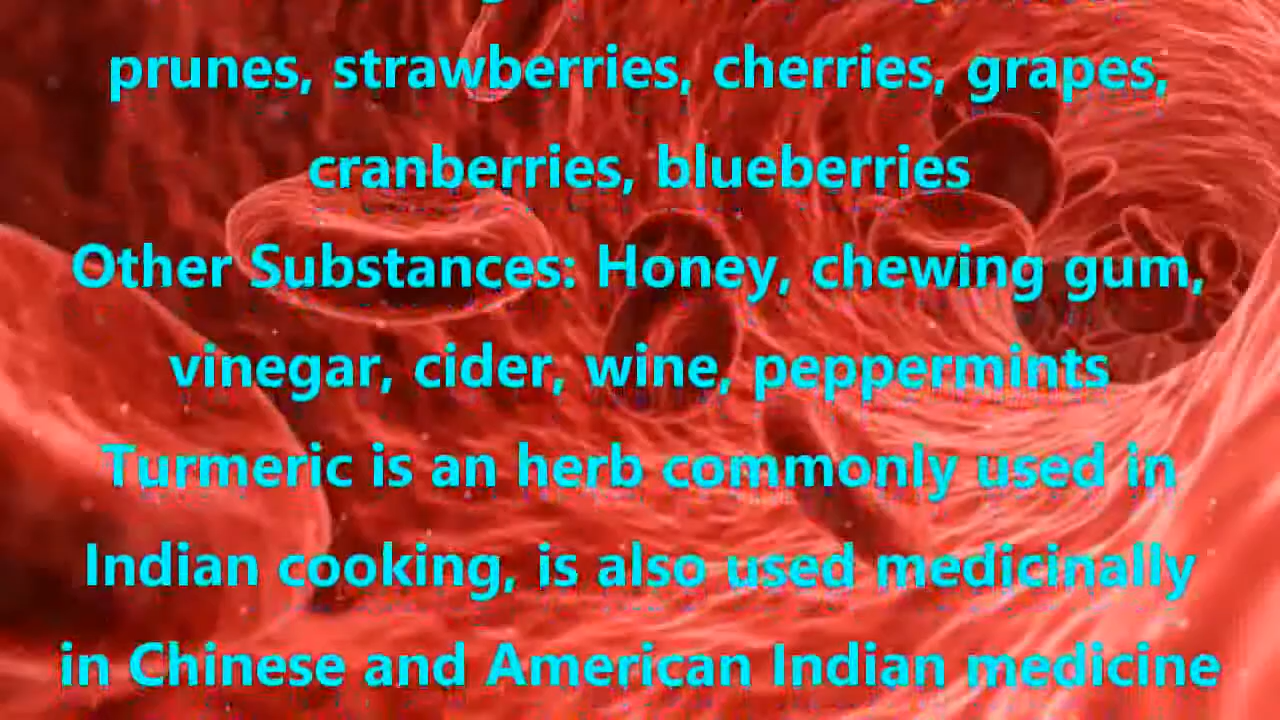 prunes, strawberries, cherries, grapes,
cranberries, blueberries
Other Substances: Honey, chewing gum,
vinegar, cider, wine, peppermints
Turmeric is an herb commonly used in
Indian cooking, is also used medicinally
in Chinese and American Indian medicine